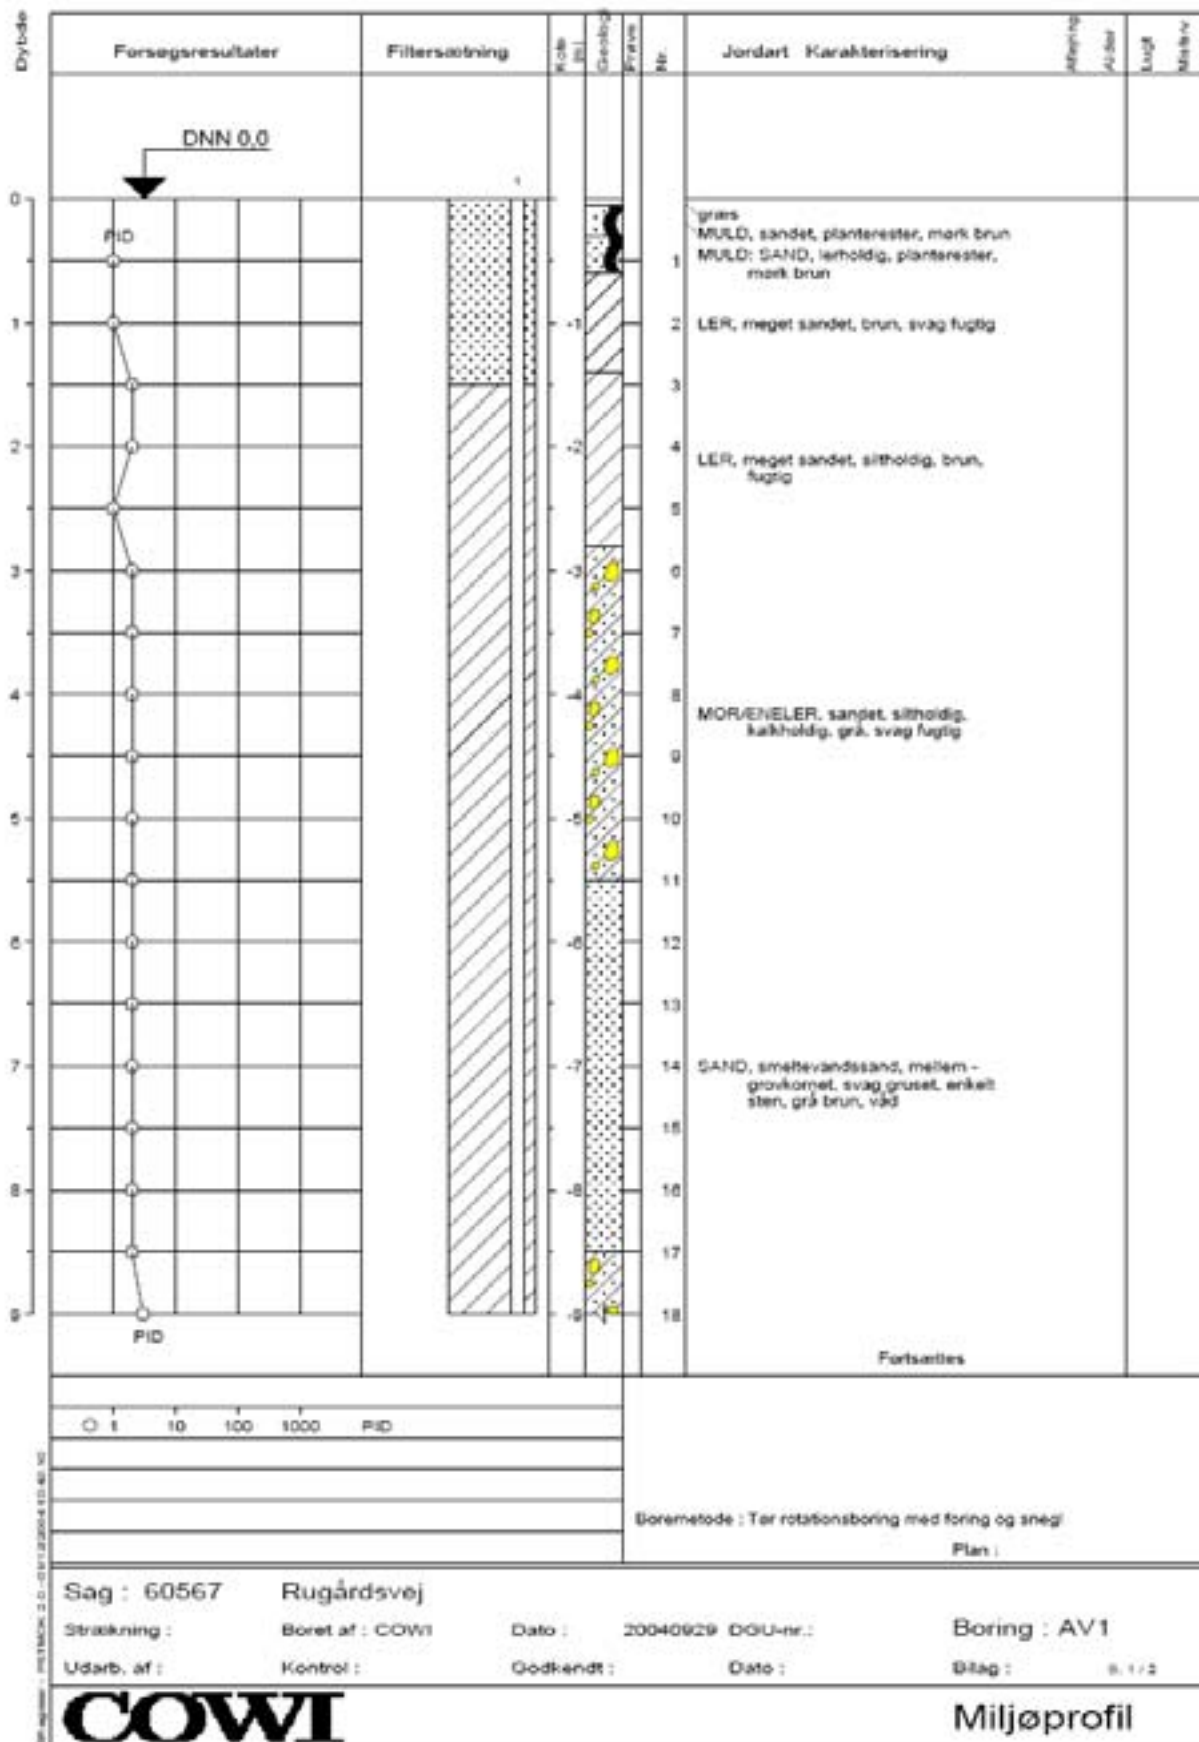 Dybde
Forsøgsresultater
Filtersætning
Kote
(m)
Geologi
Prøve
Nr.
Jordart Karakterisering
Aflejring
Alder
Lugt
DNN 0,0
1
0
PID
græs
MULD, sandet, planterester, mørk brun
1
MULD: SAND, lerholdig, planterester,
mørk brun
1
-1
2
LER, meget sandet, brun, svag fugtig
3
2
-2
4
LER, meget sandet, siltholdig, brun,
fugtig
5
3
-3
6
7
4
-4
8
MORÆNELER, sandet, siltholdig,
kalkholdig, grå, svag fugtig
9
5
-5
10
11
6
-6
12
13
7
-7
14
SAND, smeltevandssand, mellem -
grovkornet, svag gruset, enkelt
sten, grå brun, våd
15
8
-8
16
17
9
-9
18
PID
Fortsættes
1 10 100 1000 PID
Boremetode : Tør rotationsboring med foring og snegl
Plan :
Sag : 60567 Rugårdsvej
Strækning : Boret af : COWI Dato : 20040929 DGU-nr.: Boring : AV1
Udarb. af : Kontrol : Godkendt : Dato : Bilag : S. 1 / 2
COWI
Miljøprofil